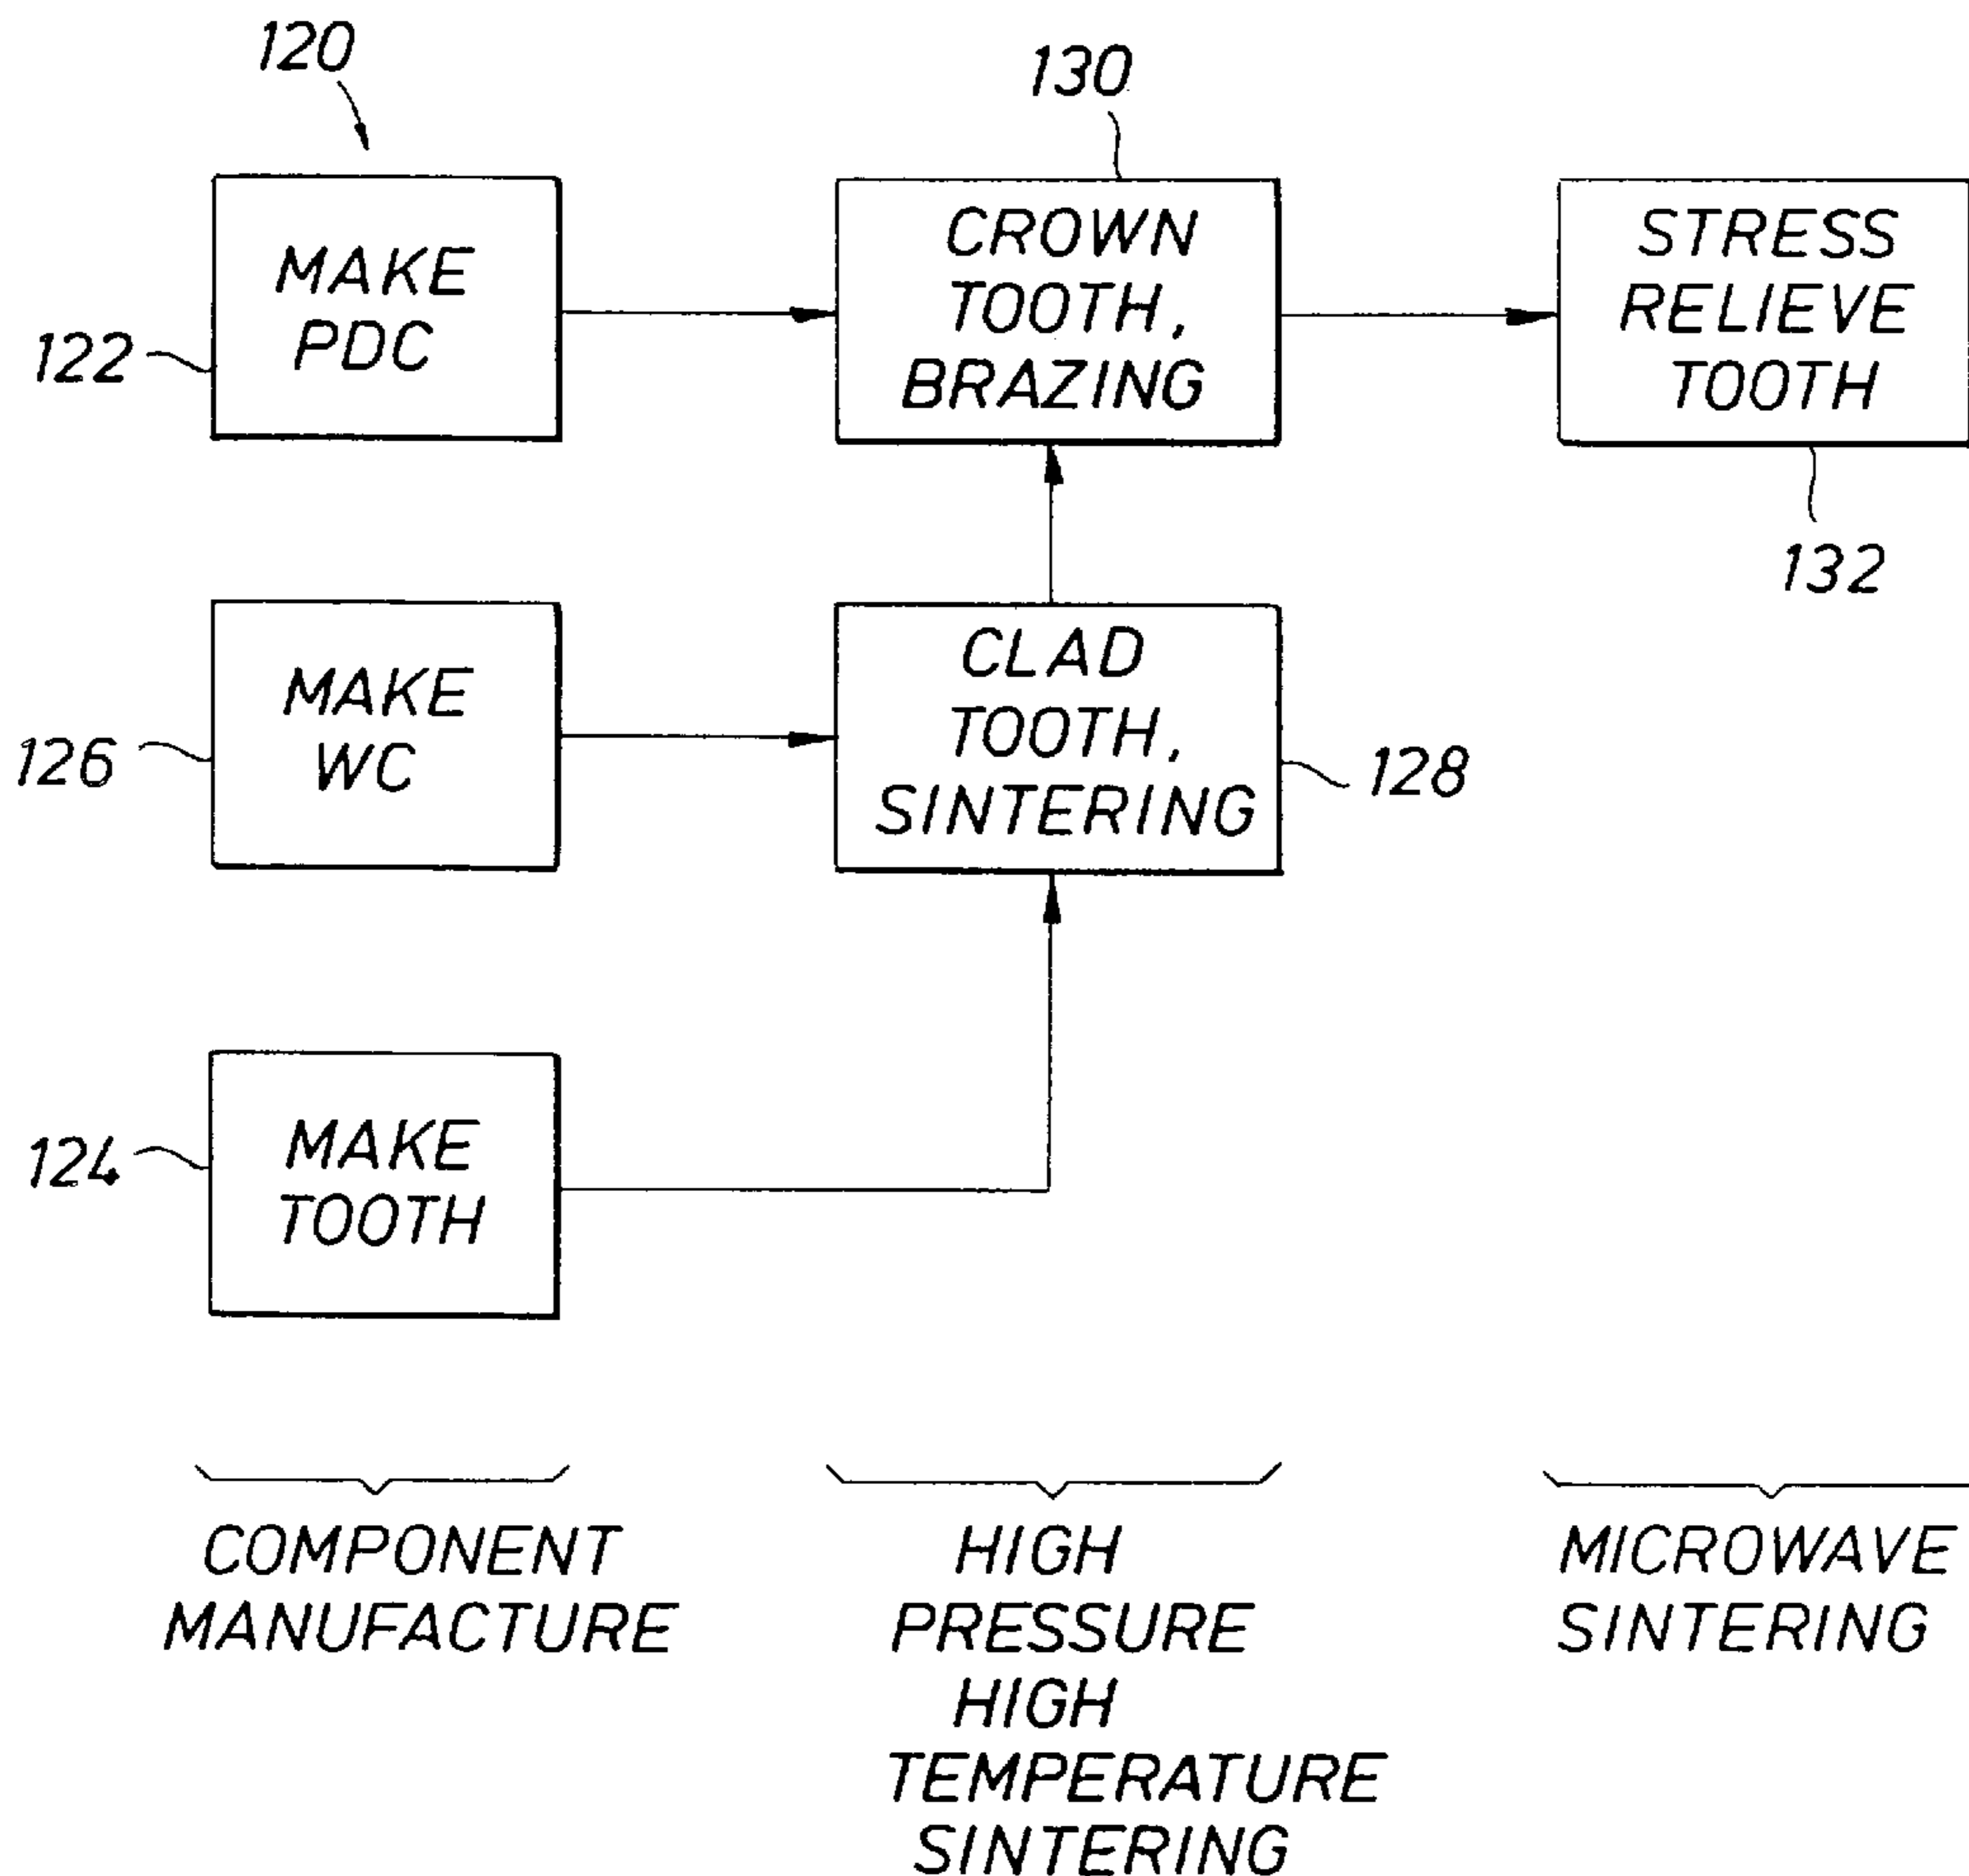 120
130
MAKE
PDC
122
CROWN
TOOTH,
BRAZING
STRESS
RELIEVE
TOOTH
132
MAKE
WC
126
CLAD
TOOTH,
SINTERING
128
MAKE
TOOTH
124
COMPONENT
MANUFACTURE
HIGH
PRESSURE
HIGH
TEMPERATURE
SINTERING
MICROWAVE
SINTERING